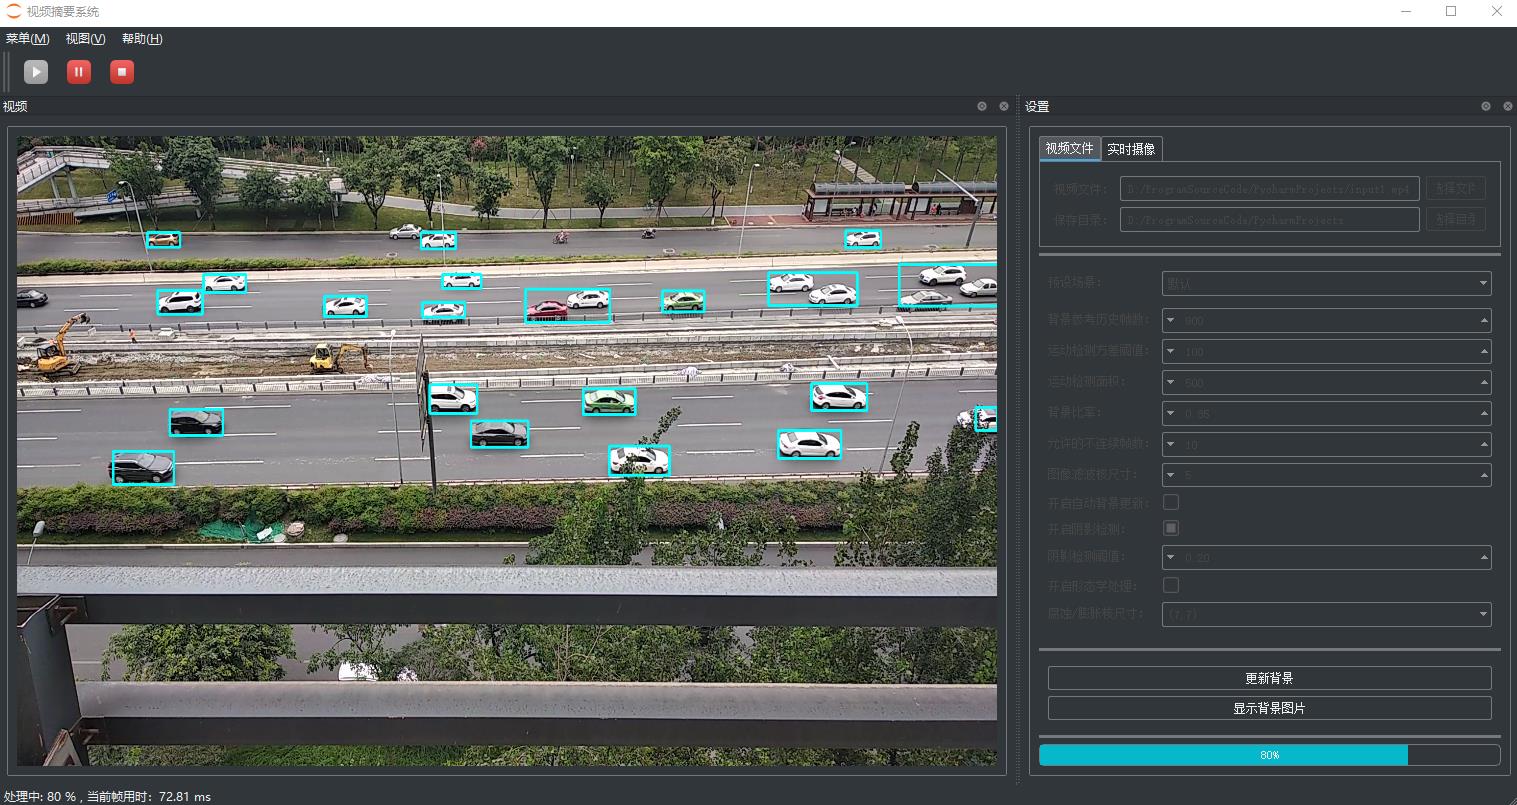 视频摘要系统
菜单(M) 视图(V) 帮助(H)
视频
设置
视频文件 实时摄像
视频文件: D:/ProgramSourceCode/PycharmProjects/input1.mp4 选择文件
保存目录: D:/ProgramSourceCode/PycharmProjects 选择目录
预设场景: 默认
背景参考历史帧数: 900
运动检测方差阈值: 100
运动检测面积: 500
背景比率:
允许的不连续帧数: 10
图像滤波核尺寸: 5
开启自动背景更新:
开启阴影检测:
阴影检测阈值: 0.20
开启形态学处理:
腐蚀/膨胀核尺寸: (7,7)
更新背景
显示背景图片
80%
处理中: 80 % , 当前帧用时: 72.81 ms